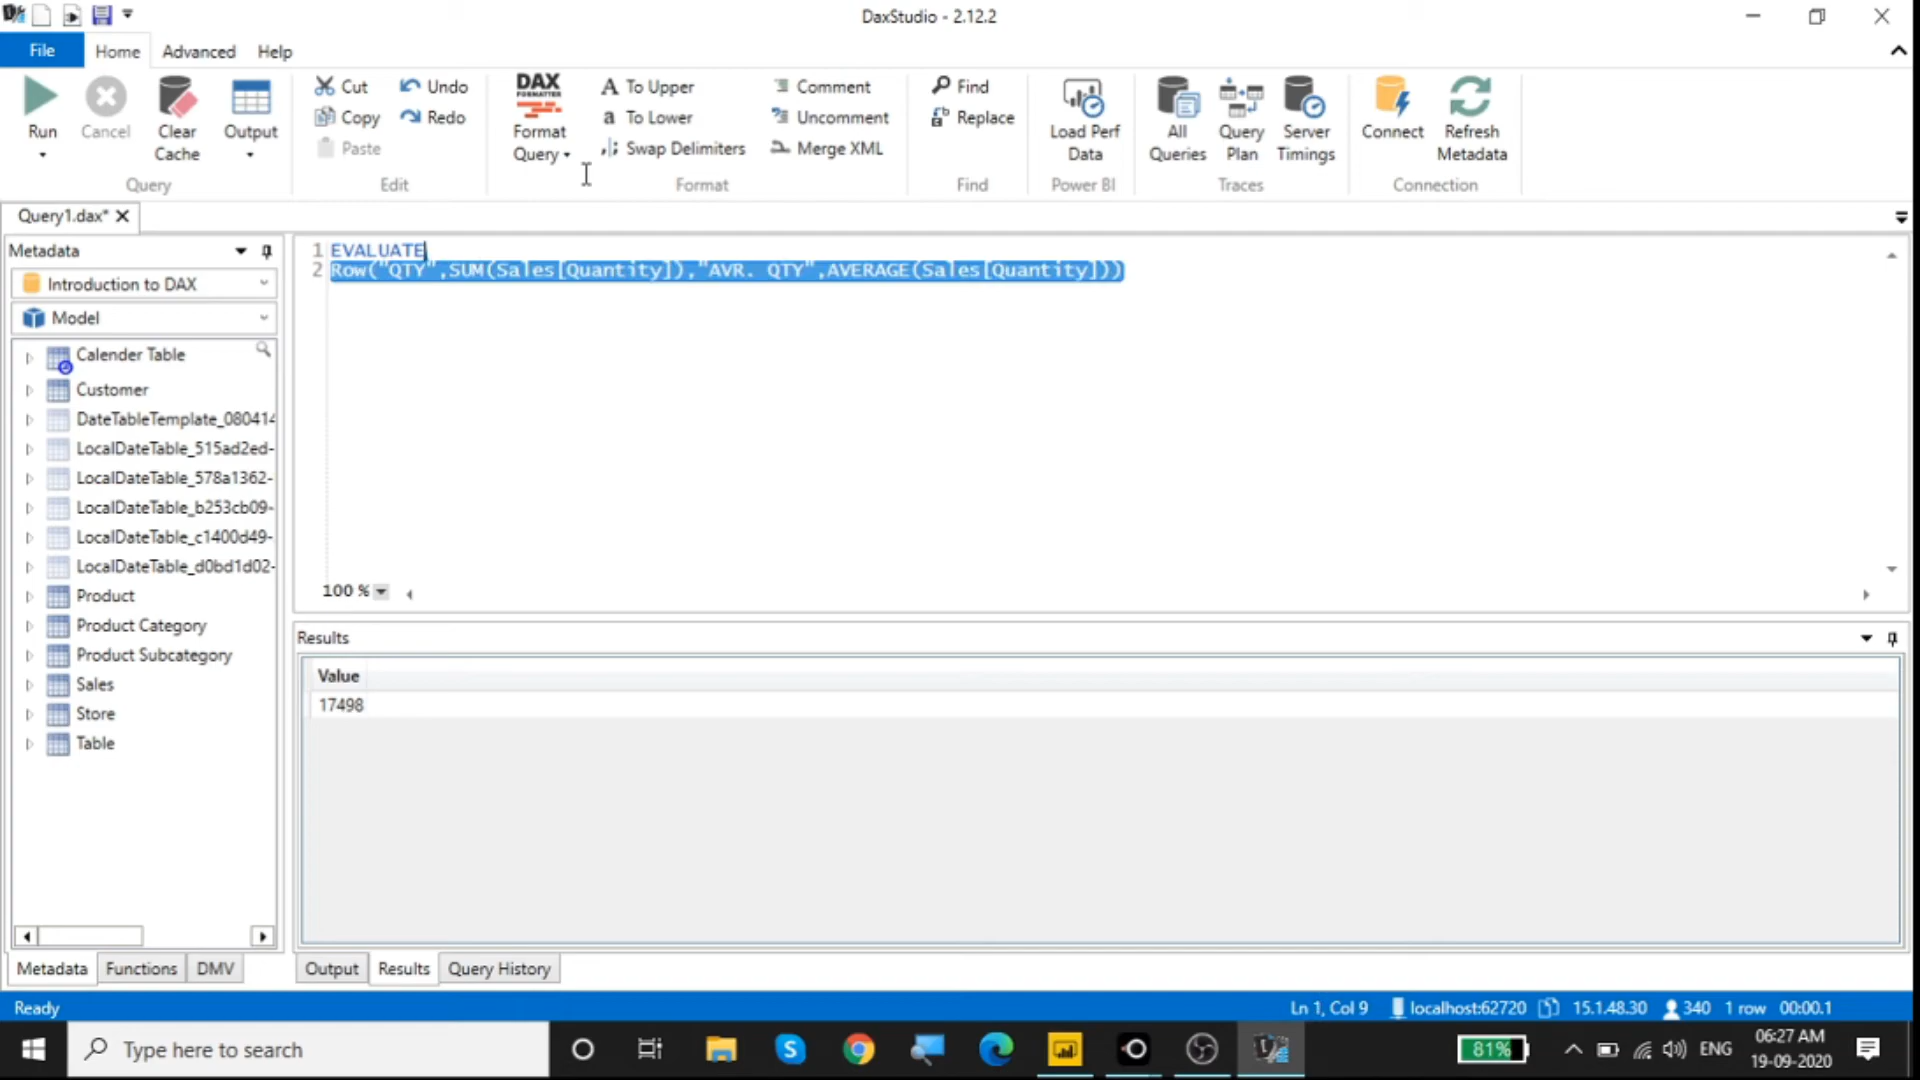 DaxStudio - 2.12.2
File
Home
Advanced
Help
Run
Cancel
Clear Cache
Output
Query
Cut
Copy
Paste
Undo
Redo
Edit
DAX
FORMATTER
Format Query
To Upper
To Lower
Swap Delimiters
Comment
Uncomment
Merge XML
Format
Find
Replace
Find
Load Perf Data
Power BI
All Queries
Query Plan
Server Timings
Traces
Connect
Refresh Metadata
Connection
Query1.dax*
Metadata
Introduction to DAX
Model
Calender Table
Customer
DateTableTemplate_080414
LocalDateTable_515ad2ed-
LocalDateTable_578a1362-
LocalDateTable_b253cb09-
LocalDateTable_c1400d49-
LocalDateTable_d0bd1d02-
Product
Product Category
Product Subcategory
Sales
Store
Table
Metadata
Functions
DMV
1 EVALUATE
2 Row("QTY",SUM(Sales[Quantity]),"AVR. QTY",AVERAGE(Sales[Quantity]))
100 %
Results
Value
17498
Output
Results
Query History
Ready
Ln 1, Col 9
localhost:62720
15.1.48.30
340
1 row
00:00.1
Type here to search
81%
ENG
06:27 AM
19-09-2020